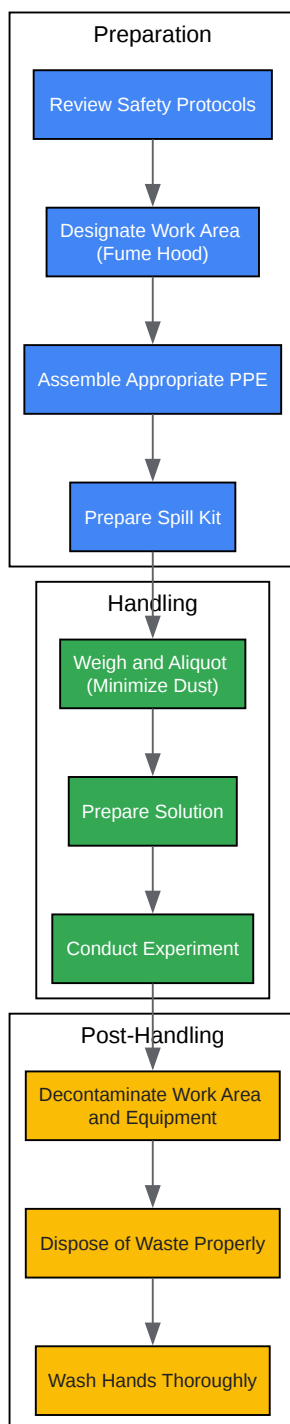 Preparation
Review Safety Protocols
Designate Work Area
(Fume Hood)
Assemble Appropriate PPE
Prepare Spill Kit
Handling
Weigh and Aliquot
(Minimize Dust)
Prepare Solution
Conduct Experiment
Post-Handling
Decontaminate Work Area
and Equipment
Dispose of Waste Properly
Wash Hands Thoroughly